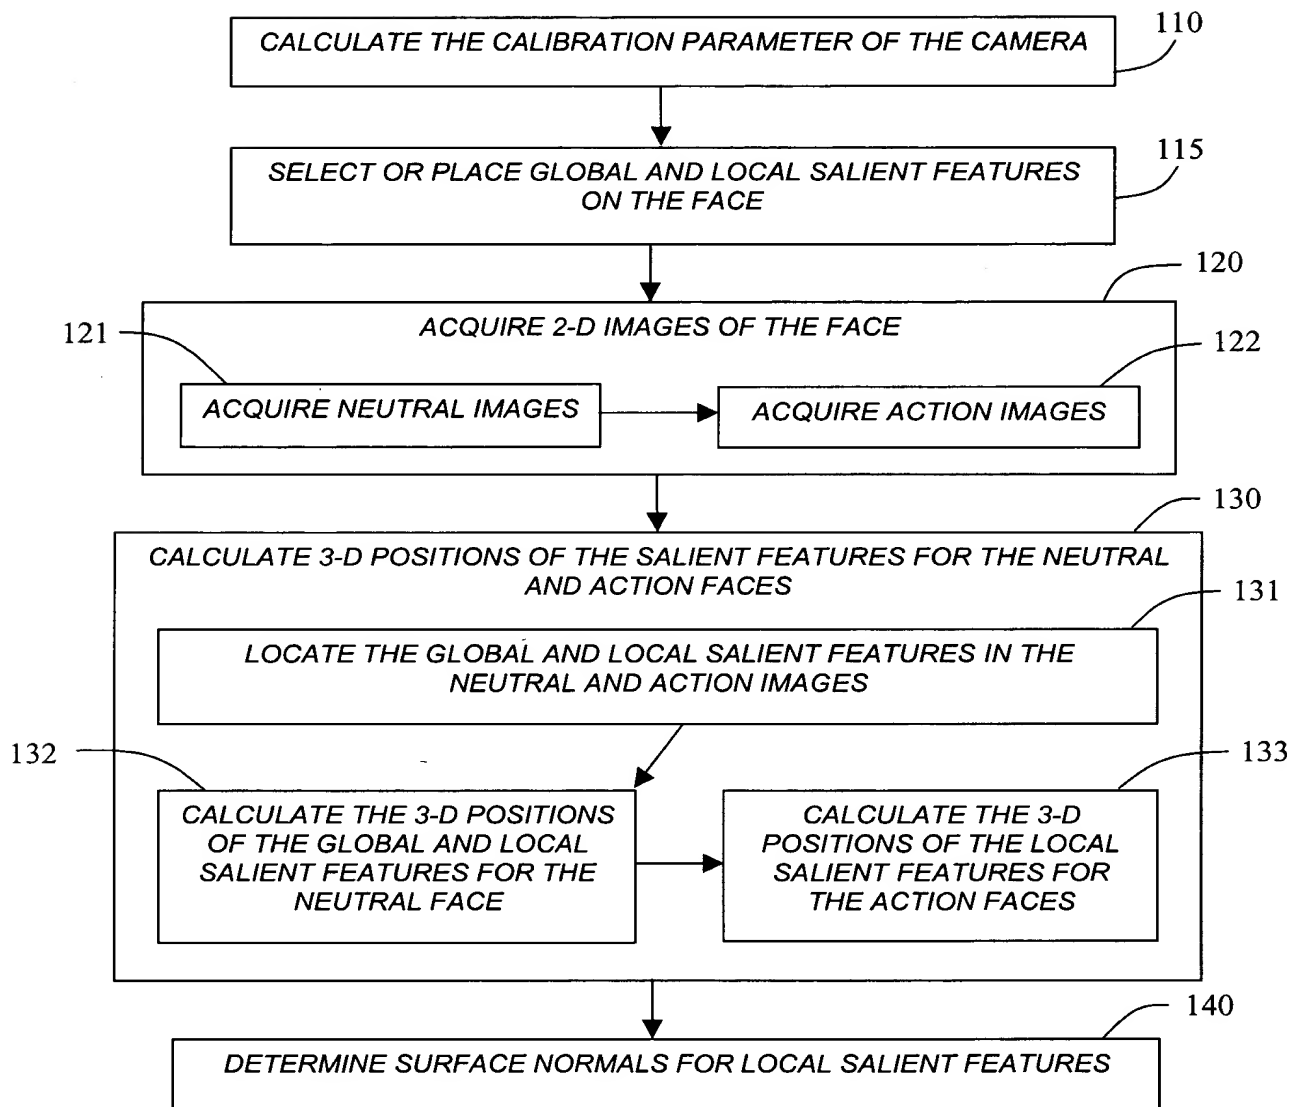 CALCULATE THE CALIBRATION PARAMETER OF THE CAMERA
110
SELECT OR PLACE GLOBAL AND LOCAL SALIENT FEATURES
ON THE FACE
115
120
ACQUIRE 2-D IMAGES OF THE FACE
121
122
ACQUIRE NEUTRAL IMAGES
ACQUIRE ACTION IMAGES
130
CALCULATE 3-D POSITIONS OF THE SALIENT FEATURES FOR THE NEUTRAL
AND ACTION FACES
131
LOCATE THE GLOBAL AND LOCAL SALIENT FEATURES IN THE
NEUTRAL AND ACTION IMAGES
132
133
CALCULATE THE 3-D POSITIONS
OF THE GLOBAL AND LOCAL
SALIENT FEATURES FOR THE
NEUTRAL FACE
CALCULATE THE 3-D
POSITIONS OF THE LOCAL
SALIENT FEATURES FOR
THE ACTION FACES
140
DETERMINE SURFACE NORMALS FOR LOCAL SALIENT FEATURES